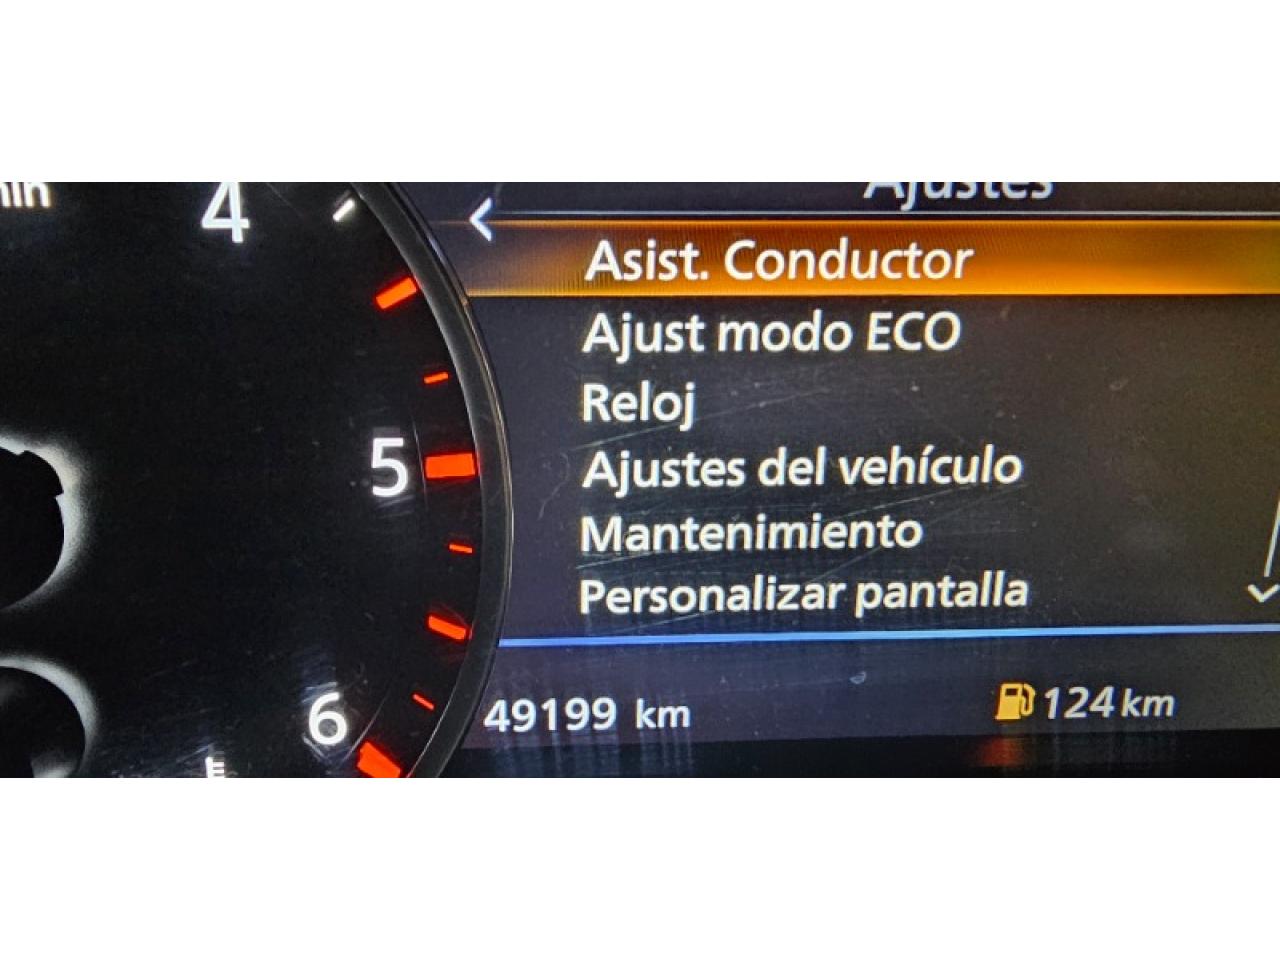 4
Ajustes
Asist. Conductor
Ajust modo ECO
Reloj
5
Ajustes del vehículo
Mantenimiento
Personalizar pantalla
6
49199 km
124 km